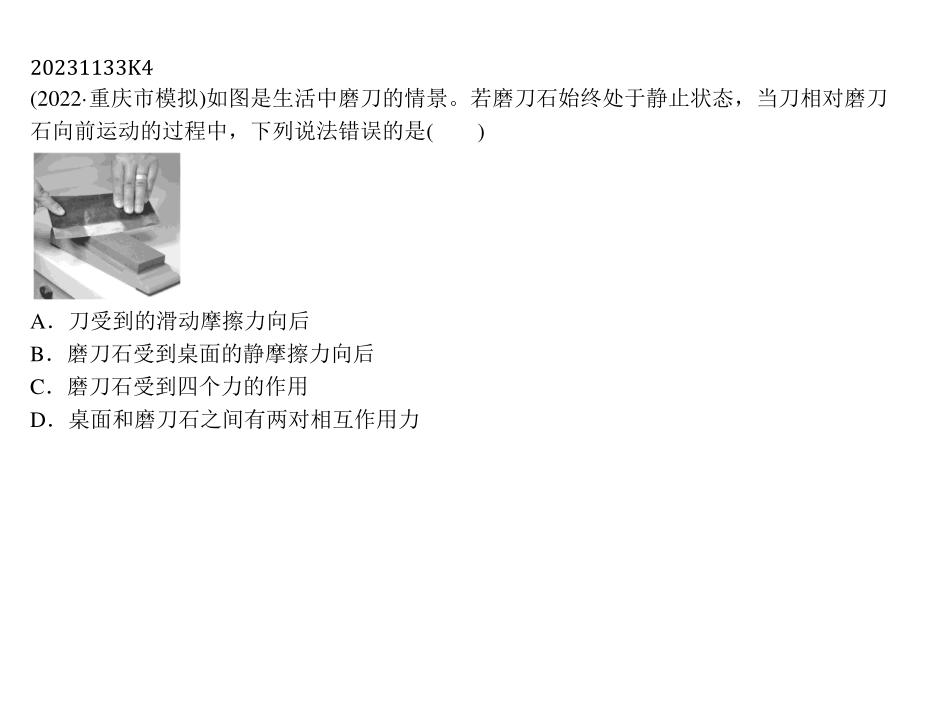 20231133K4
(2022·重庆市模拟)如图是生活中磨刀的情景。若磨刀石始终处于静止状态，当刀相对磨刀
石向前运动的过程中，下列说法错误的是(　　)
A．刀受到的滑动摩擦力向后
B．磨刀石受到桌面的静摩擦力向后
C．磨刀石受到四个力的作用
D．桌面和磨刀石之间有两对相互作用力